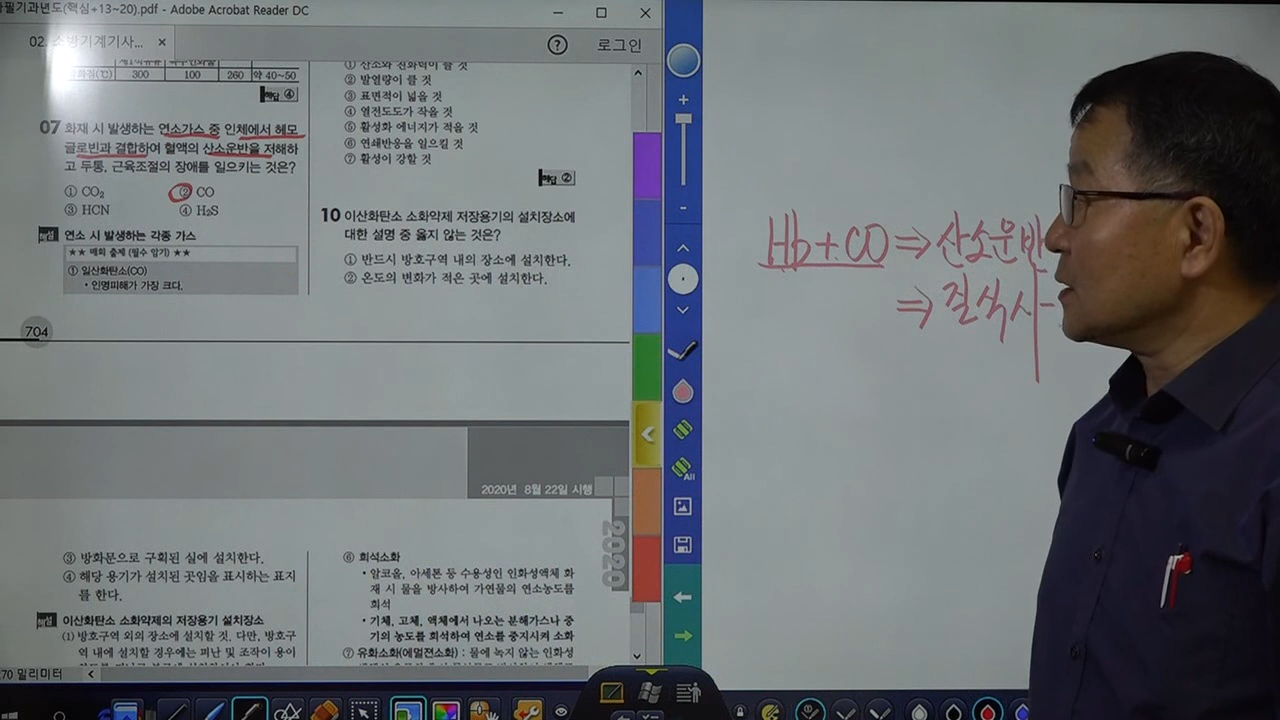 필기과년도(핵심+13~20).pdf - Adobe Acrobat Reader DC
로그인
300 100 260 약 40~50
해답 ④
07 화재 시 발생하는 연소가스 중 인체에서 헤모
글로빈과 결합하여 혈액의 산소운반을 저해하
고 두통, 근육조절의 장애를 일으키는 것은?
① CO₂ ② CO
③ HCN ④ H₂S
해설 연소 시 발생하는 각종 가스
★★ 매회 출제 (필수 암기) ★★
① 일산화탄소(CO)
• 인명피해가 가장 크다.
704
① 산소와 친화력이 클 것
② 발열량이 클 것
③ 표면적이 넓을 것
④ 열전도도가 작을 것
⑤ 활성화 에너지가 적을 것
⑥ 연쇄반응을 일으킬 것
⑦ 활성이 강할 것
해답 ②
10 이산화탄소 소화약제 저장용기의 설치장소에
대한 설명 중 옳지 않는 것은?
① 반드시 방호구역 내의 장소에 설치한다.
② 온도의 변화가 적은 곳에 설치한다.
Hb + CO ⇒ 산소운반
⇒ 질식사
2020년 8월 22일 시행
2020
③ 방화문으로 구획된 실에 설치한다.
④ 해당 용기가 설치된 곳임을 표시하는 표지
를 한다.
해설 이산화탄소 소화약제의 저장용기 설치장소
(1) 방호구역 외의 장소에 설치할 것. 다만, 방호구
역 내에 설치할 경우에는 피난 및 조작이 용이
⑥ 희석소화
• 알코올, 아세톤 등 수용성인 인화성액체 화
재 시 물을 방사하여 가연물의 연소농도를
희석
• 기체, 고체, 액체에서 나오는 분해가스나 증
기의 농도를 희석하여 연소를 중지시켜 소화
⑦ 유화소화(에멀젼소화) : 물에 녹지 않는 인화성
270 밀리미터
All